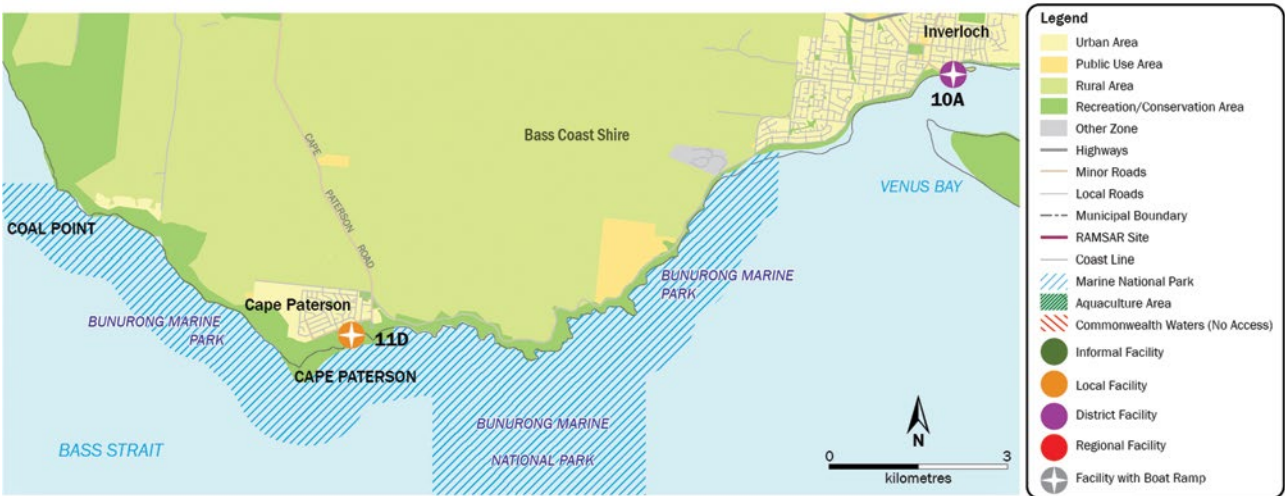 Inverloch
10A
Bass Coast Shire
VENUS BAY
CAPE
PATERSON
ROAD
COAL POINT
BUNURONG MARINE
PARK
Cape Paterson
BUNURONG MARINE
PARK
11D
CAPE PATERSON
BUNURONG MARINE
NATIONAL PARK
BASS STRAIT
N
0 3
kilometres
Legend
Urban Area
Public Use Area
Rural Area
Recreation/Conservation Area
Other Zone
Highways
Minor Roads
Local Roads
Municipal Boundary
RAMSAR Site
Coast Line
Marine National Park
Aquaculture Area
Commonwealth Waters (No Access)
Informal Facility
Local Facility
District Facility
Regional Facility
Facility with Boat Ramp